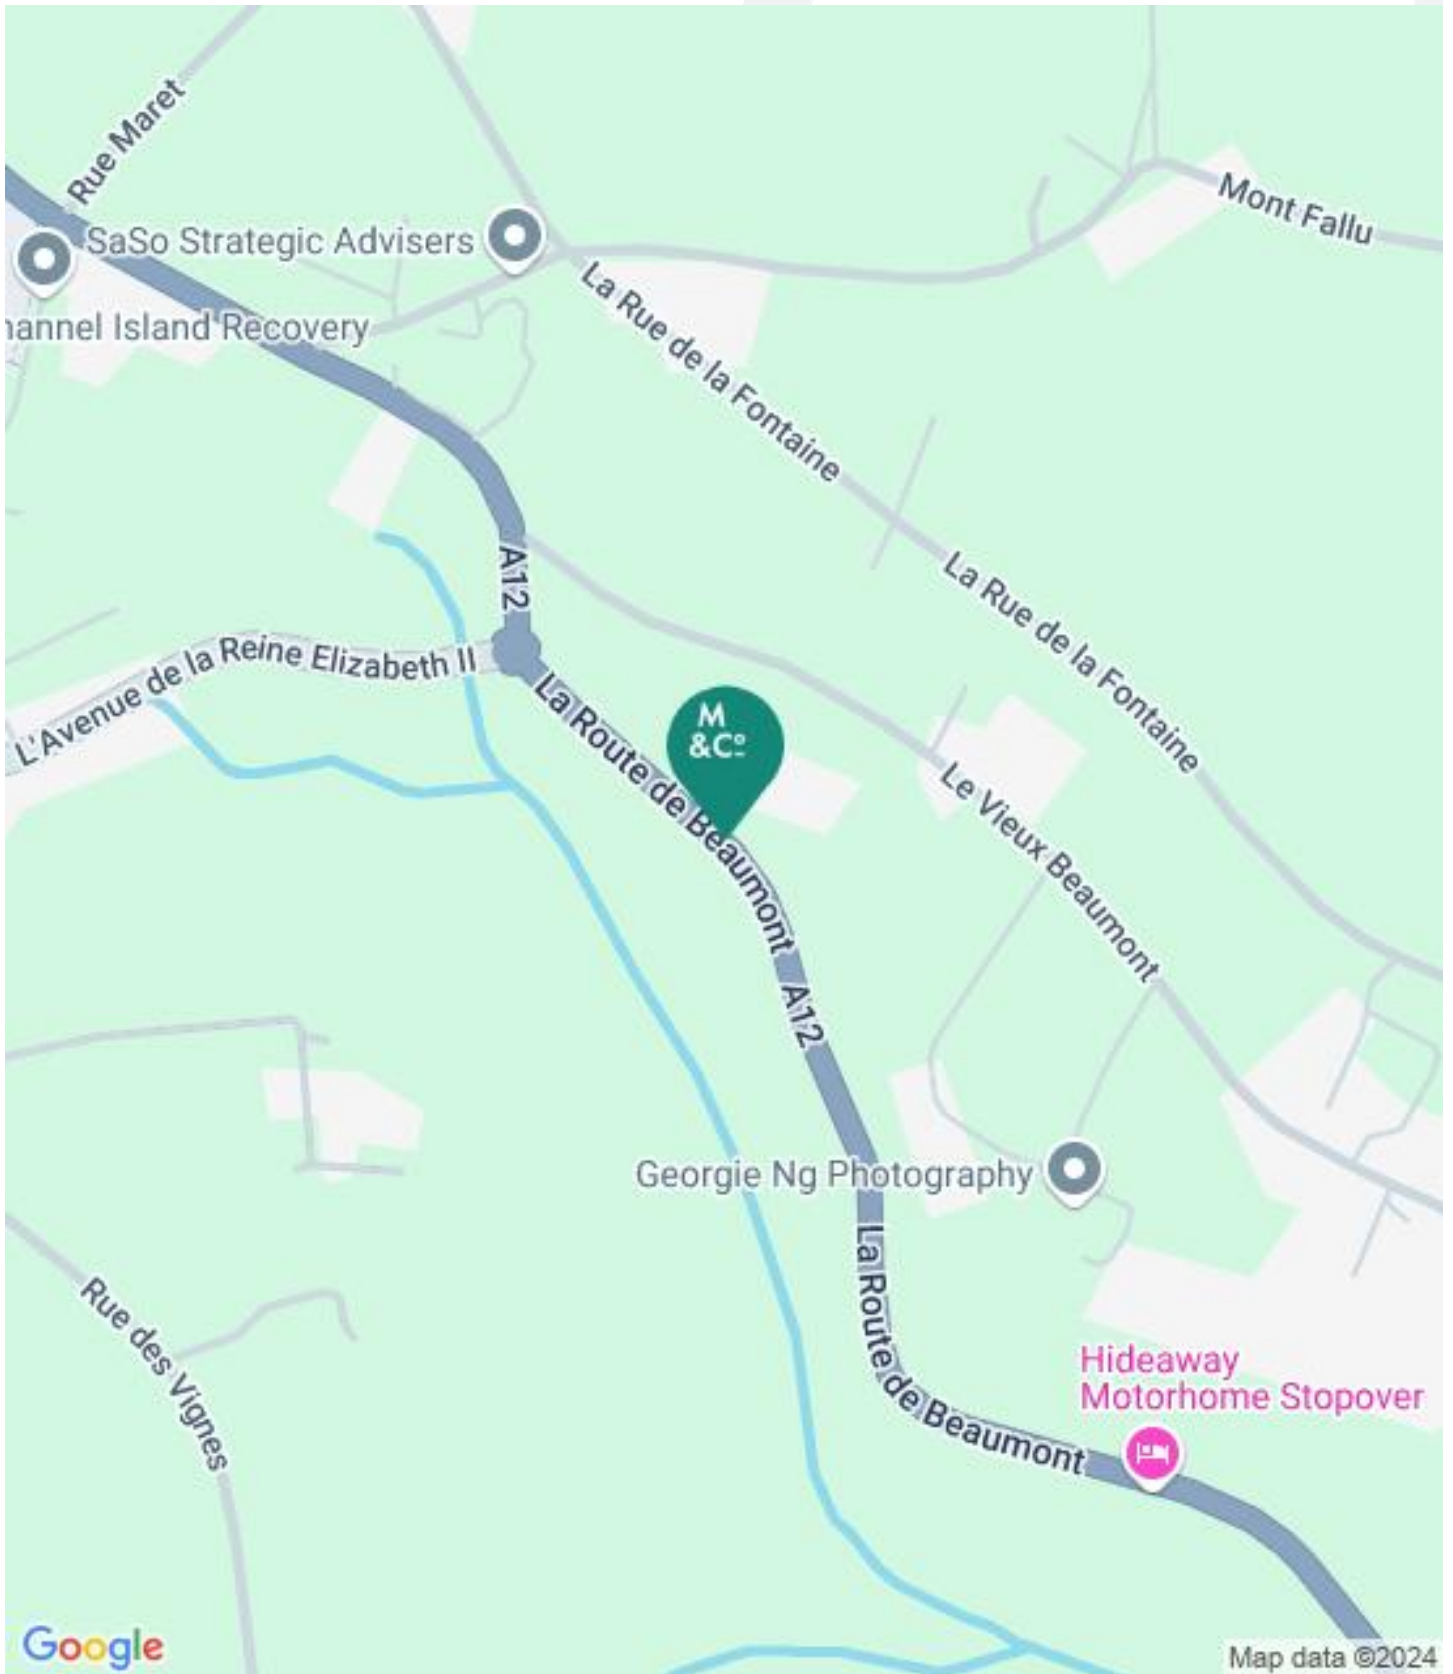 Rue Maret
Mont Fallu
SaSo Strategic Advisers
hannel Island Recovery
La Rue de la Fontaine
A12
La Rue de la Fontaine
L'Avenue de la Reine Elizabeth II
La Route de Beaumont
M
&Cº
Le Vieux Beaumont
A12
Georgie Ng Photography
La Route de Beaumont
Rue des Vignes
Hideaway
Motorhome Stopover
Google
Map data ©2024